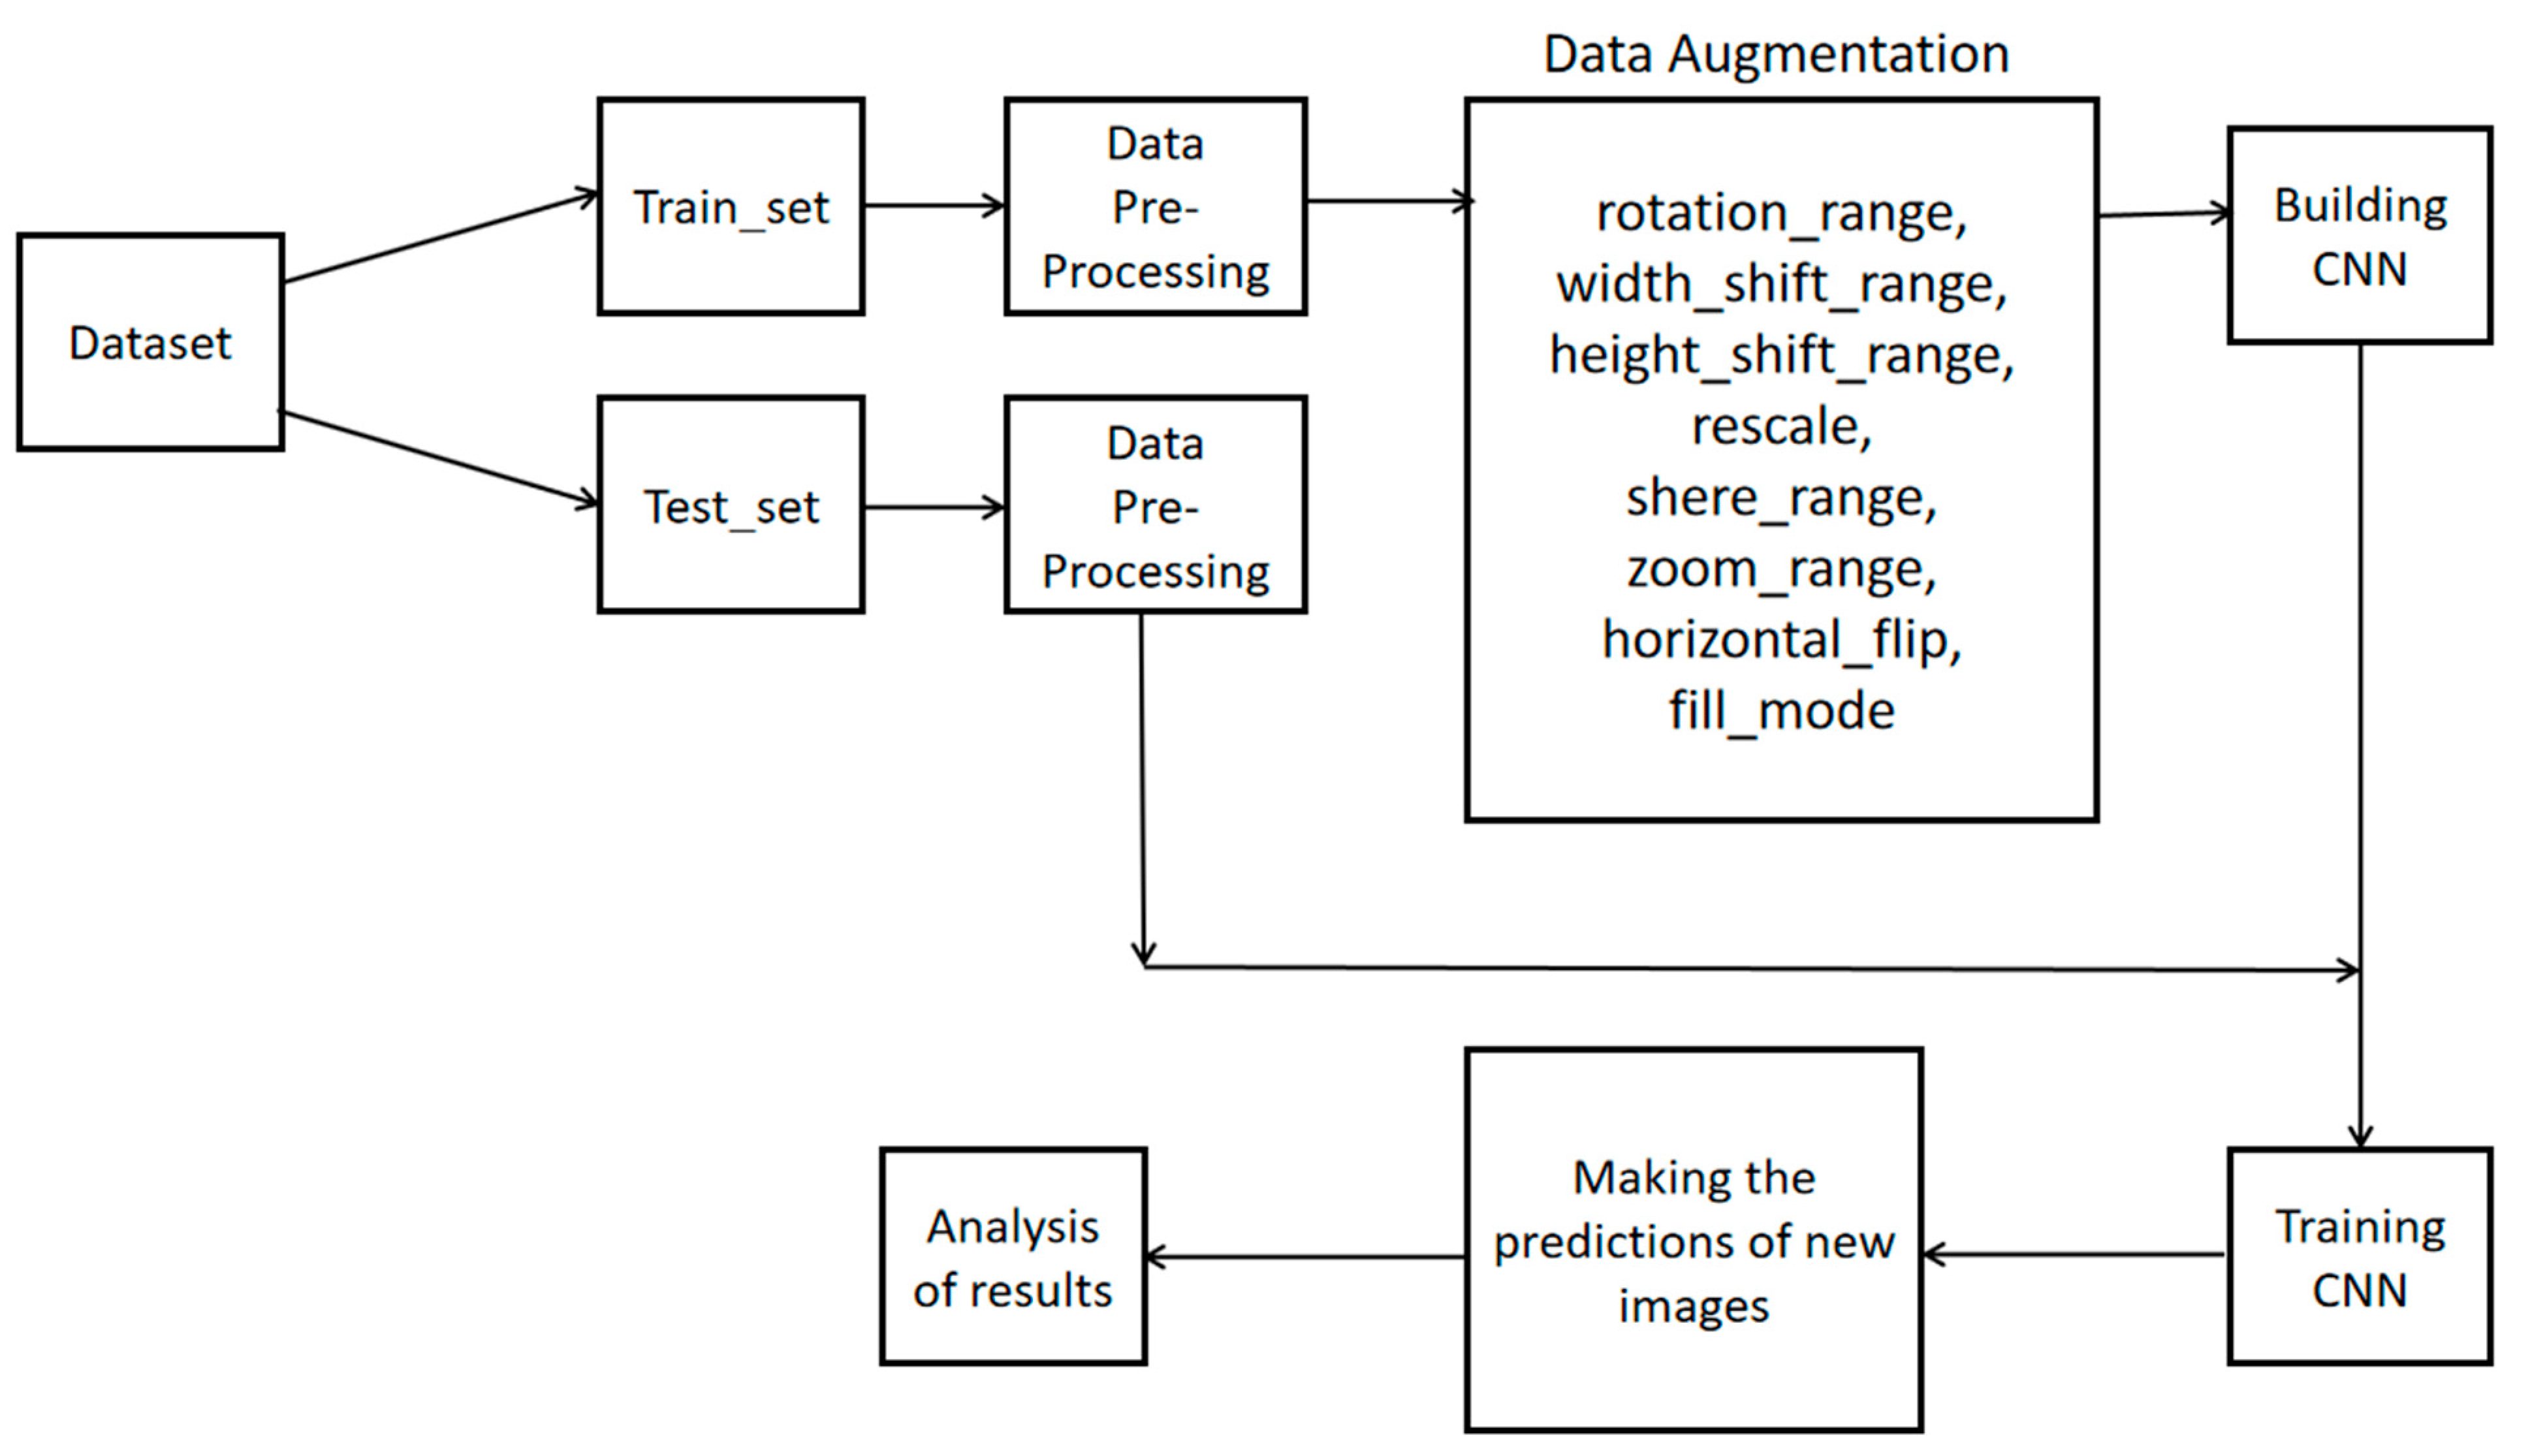 Dataset
Train_set
Data
Pre-
Processing
Test_set
Data
Pre-
Processing
Data Augmentation
rotation_range,
width_shift_range,
height_shift_range,
rescale,
shere_range,
zoom_range,
horizontal_flip,
fill_mode
Building
CNN
Training
CNN
Making the
predictions of new
images
Analysis
of results